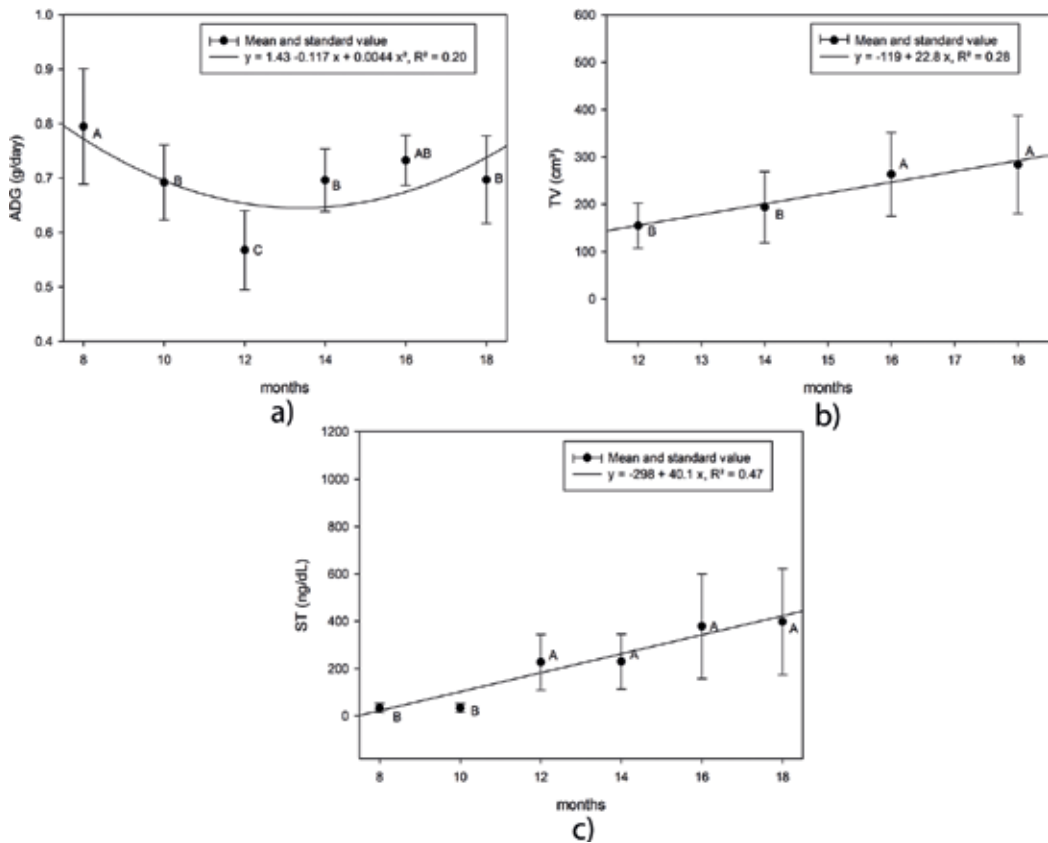 1.0
0.9
0.8
0.7
0.6
0.5
0.4
ADG (g/day)
Mean and standard value
y = 1.43 -0.117 x + 0.0044 x², R² = 0.20
A
B
C
B
AB
B
8 10 12 14 16 18
months
a)
600
500
400
300
200
100
0
TV (cm³)
Mean and standard value
y = -119 + 22.8 x, R² = 0.28
B
B
A
A
12 13 14 15 16 17 18
months
b)
1200
1000
800
600
400
200
0
ST (ng/dL)
Mean and standard value
y = -298 + 40.1 x, R² = 0.47
B
B
A
A
A
A
8 10 12 14 16 18
months
c)